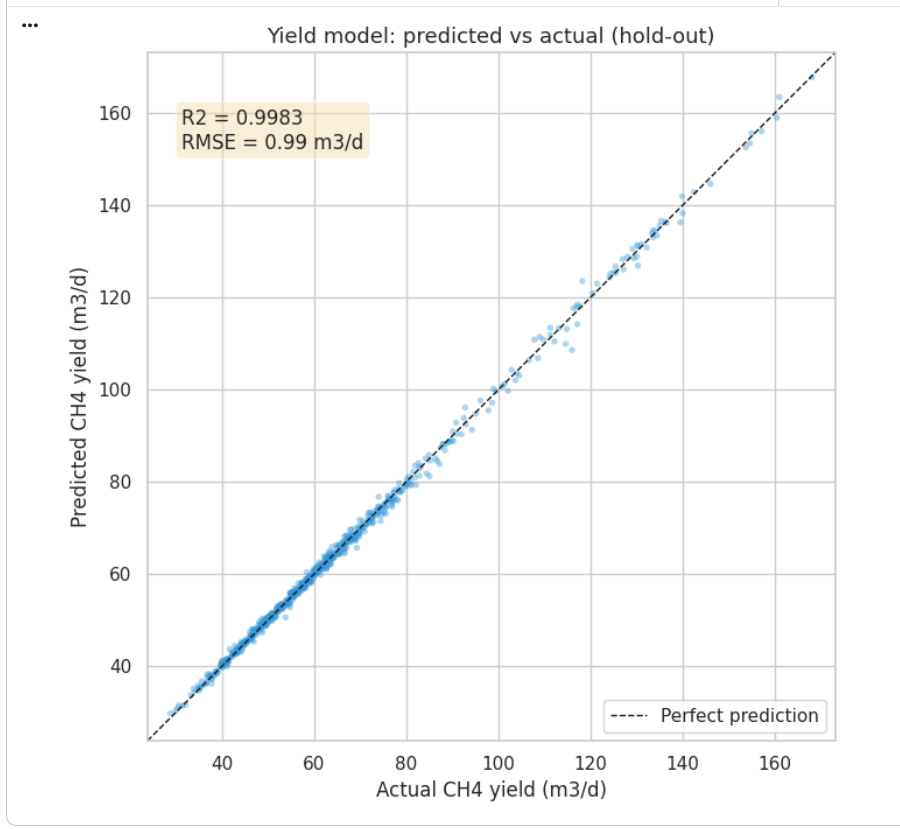 ...
Yield model: predicted vs actual (hold-out)
R2 = 0.9983
RMSE = 0.99 m3/d
Predicted CH4 yield (m3/d)
160
140
120
100
80
60
40
Perfect prediction
40 60 80 100 120 140 160
Actual CH4 yield (m3/d)